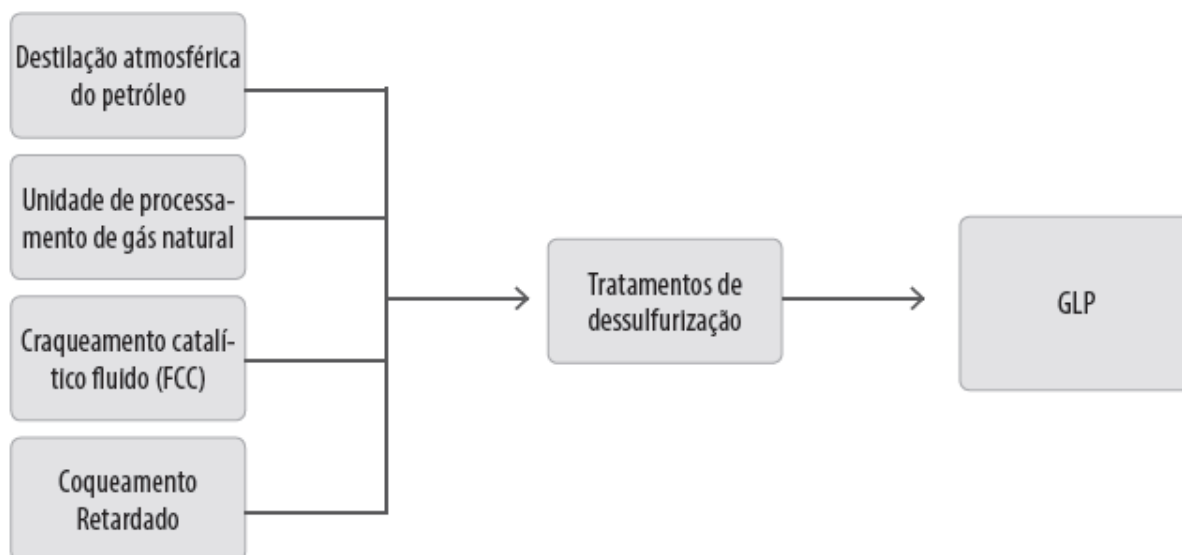 Destilação atmosférica
do petróleo
Unidade de processa-
mento de gás natural
Craqueamento catalí-
tico fluido (FCC)
Coqueamento
Retardado
Tratamentos de
dessulfurização
GLP